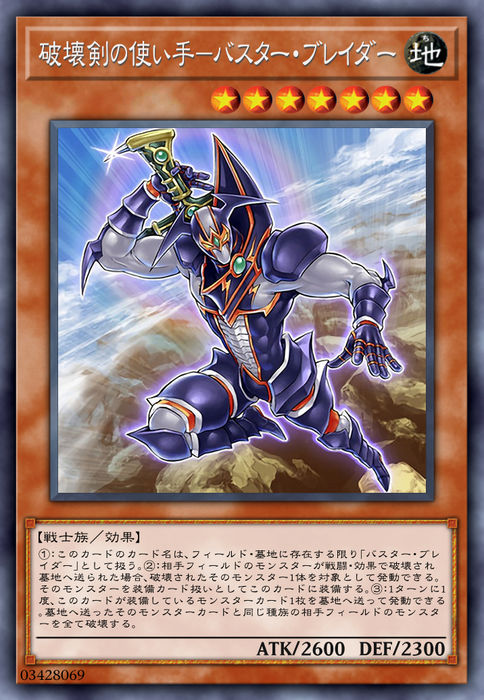 破壊剣の使い手－バスター・ブレイダー
ち
地
【戦士族／効果】
①：このカードのカード名は、フィールド・墓地に存在する限り「バスター・ブレ
イダー」として扱う。②：相手フィールドのモンスターが戦闘・効果で破壊され
墓地へ送られた場合、破壊されたそのモンスター1体を対象として発動できる。
そのモンスターを装備カード扱いとしてこのカードに装備する。③：1ターンに1
度、このカードが装備しているモンスターカード1枚を墓地へ送って発動できる
。墓地へ送ったそのモンスターカードと同じ種族の相手フィールドのモンスター
を全て破壊する。
ATK/2600 DEF/2300
03428069